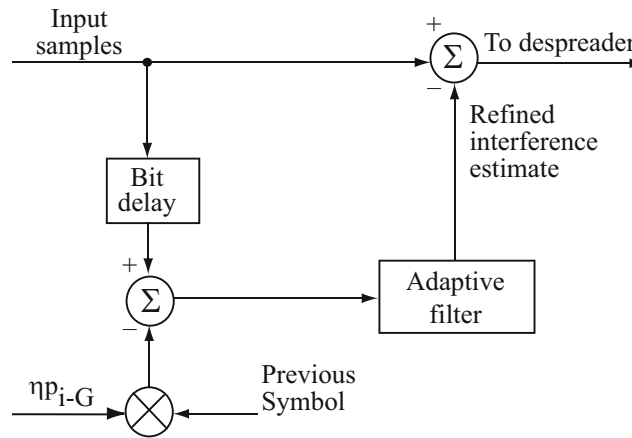 Input
samples
+
Σ
To despreader
−
Refined
interference
estimate
Bit
delay
+
Σ
−
Adaptive
filter
ηp_{i-G}
Previous
Symbol